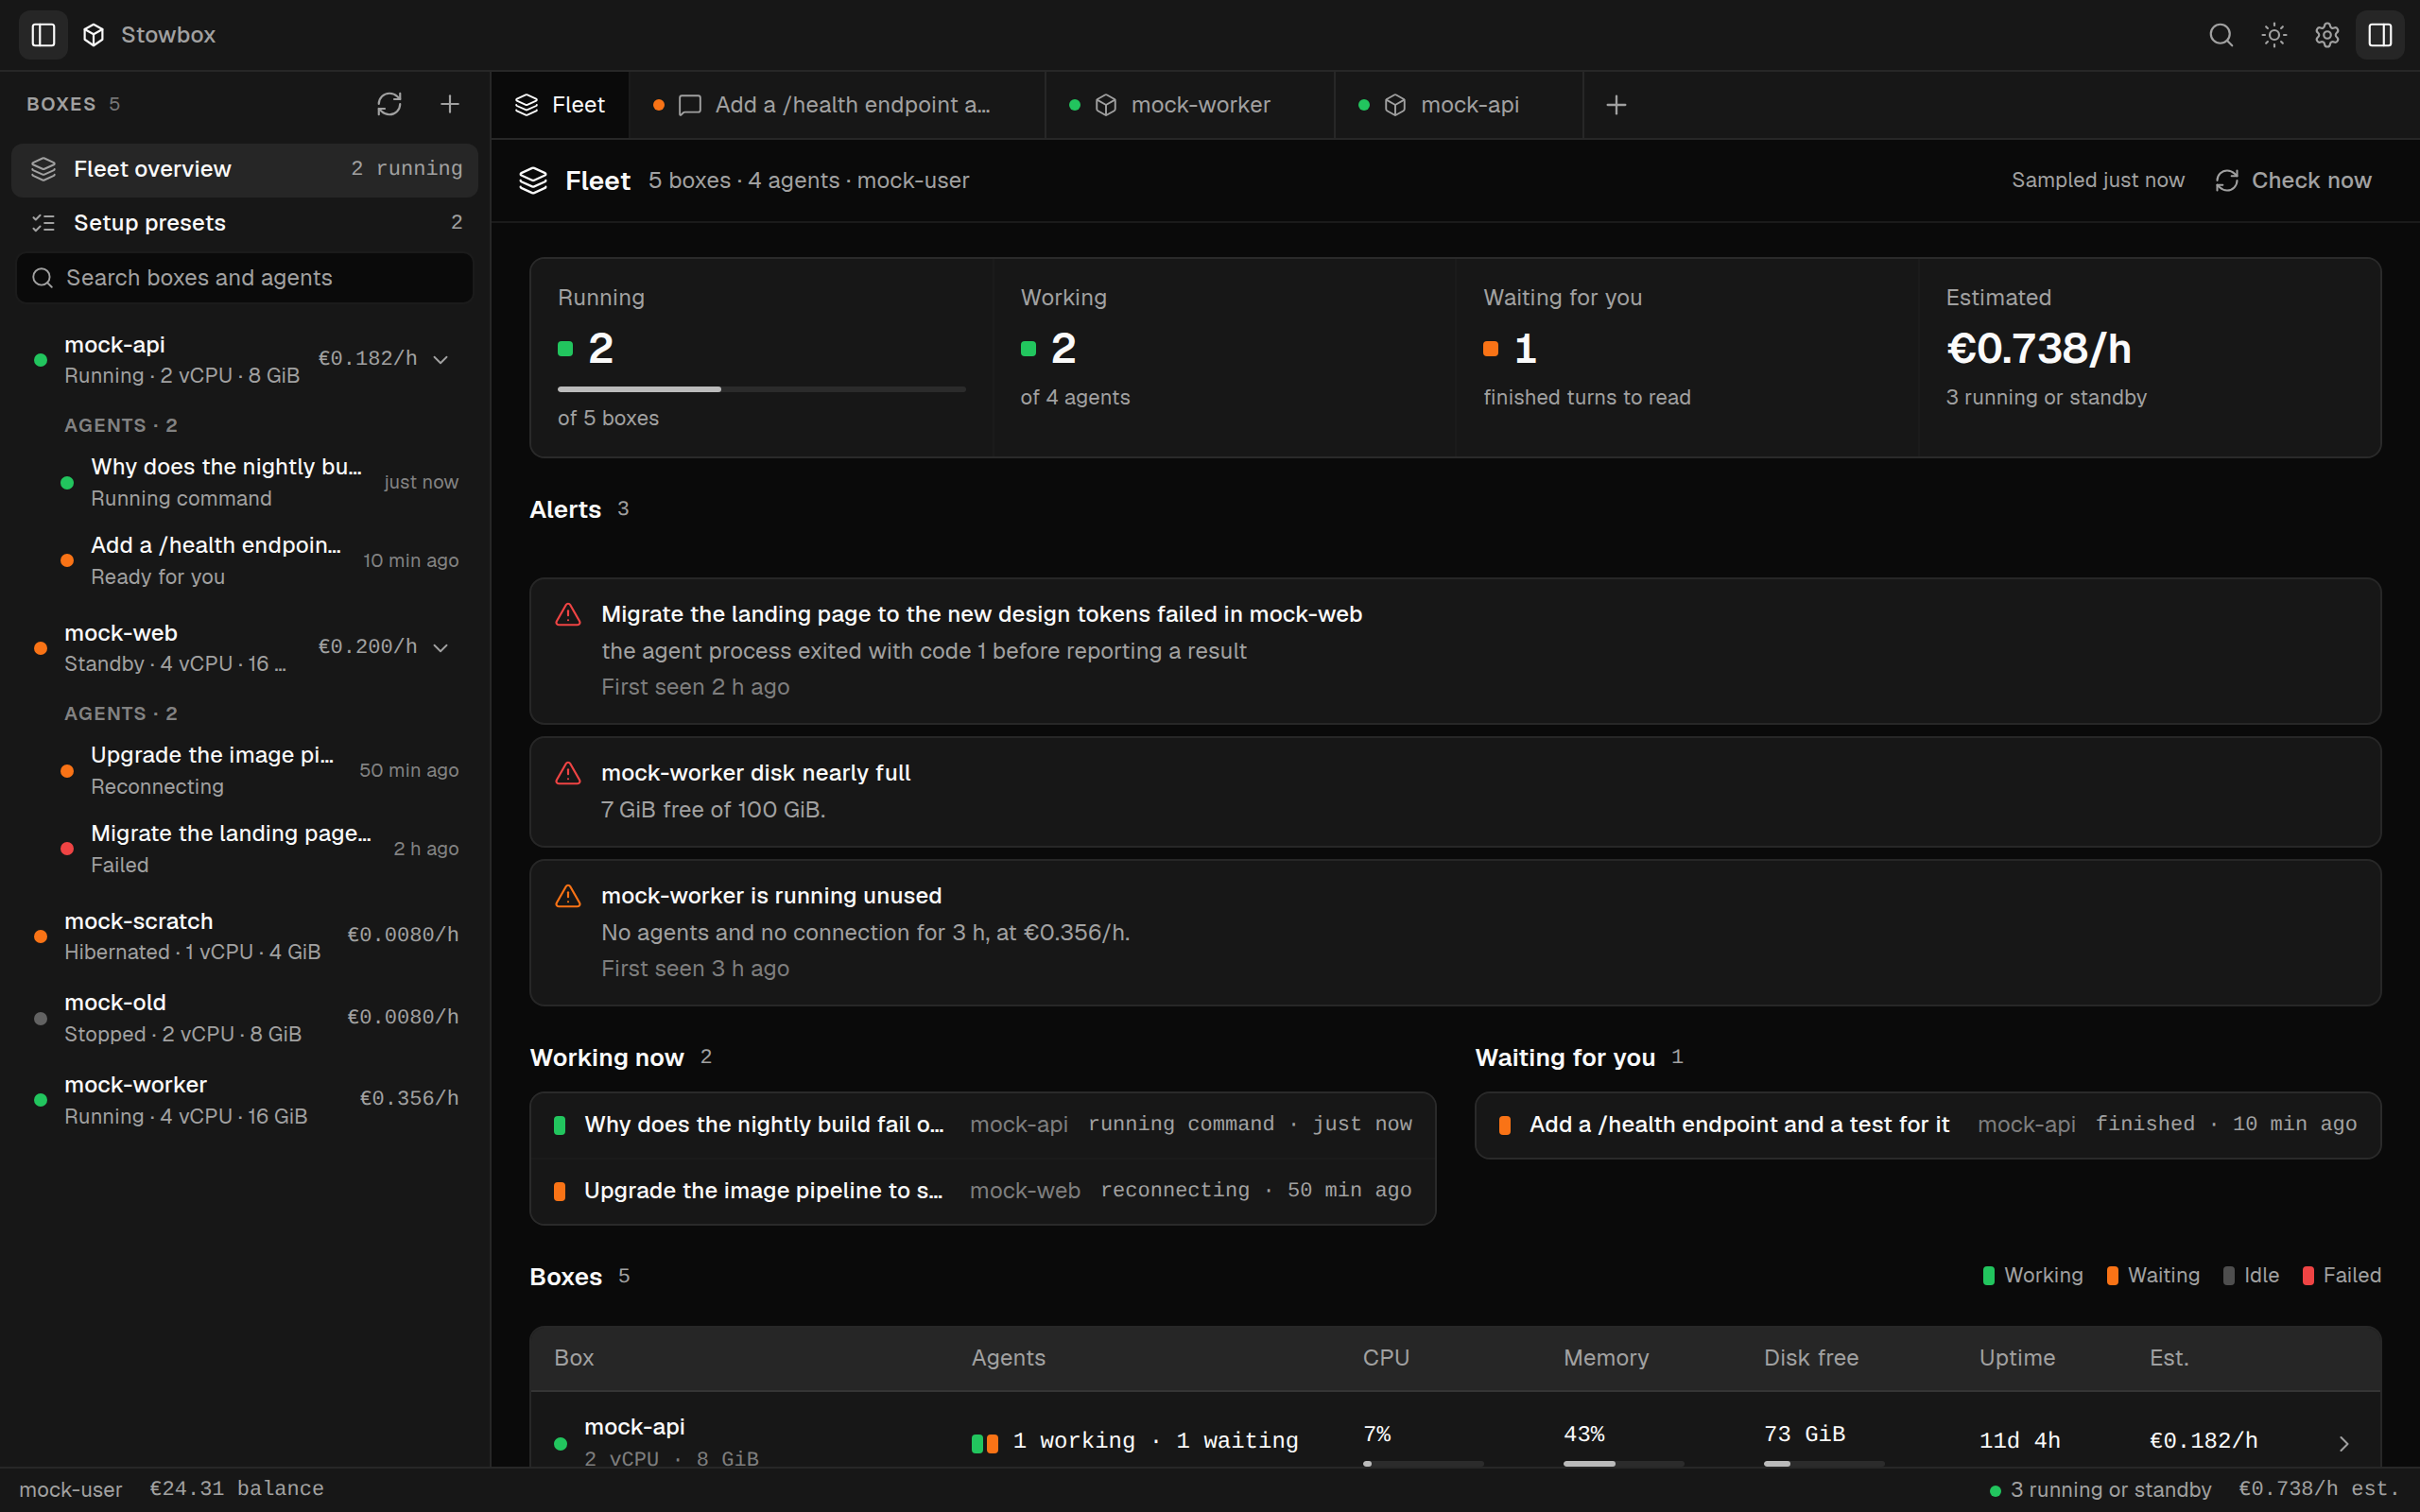 Stowbox
BOXES 5
Fleet overview 2 running
Setup presets 2
Search boxes and agents
mock-api
Running · 2 vCPU · 8 GiB
€0.182/h
AGENTS · 2
Why does the nightly bu...
Running command
just now
Add a /health endpoin...
Ready for you
10 min ago
mock-web
Standby · 4 vCPU · 16 ...
€0.200/h
AGENTS · 2
Upgrade the image pi...
Reconnecting
50 min ago
Migrate the landing page...
Failed
2 h ago
mock-scratch
Hibernated · 1 vCPU · 4 GiB
€0.0080/h
mock-old
Stopped · 2 vCPU · 8 GiB
€0.0080/h
mock-worker
Running · 4 vCPU · 16 GiB
€0.356/h
Fleet
Add a /health endpoint a...
mock-worker
mock-api
Fleet 5 boxes · 4 agents · mock-user
Sampled just now
Check now
Running
2
of 5 boxes
Working
2
of 4 agents
Waiting for you
1
finished turns to read
Estimated
€0.738/h
3 running or standby
Alerts 3
Migrate the landing page to the new design tokens failed in mock-web
the agent process exited with code 1 before reporting a result
First seen 2 h ago
mock-worker disk nearly full
7 GiB free of 100 GiB.
mock-worker is running unused
No agents and no connection for 3 h, at €0.356/h.
First seen 3 h ago
Working now 2
Why does the nightly build fail o... mock-api running command · just now
Upgrade the image pipeline to s... mock-web reconnecting · 50 min ago
Waiting for you 1
Add a /health endpoint and a test for it mock-api finished · 10 min ago
Boxes 5
Working Waiting Idle Failed
Box Agents CPU Memory Disk free Uptime Est.
mock-api
2 vCPU · 8 GiB
1 working · 1 waiting
7%
43%
73 GiB
11d 4h
€0.182/h
mock-user €24.31 balance
3 running or standby €0.738/h est.